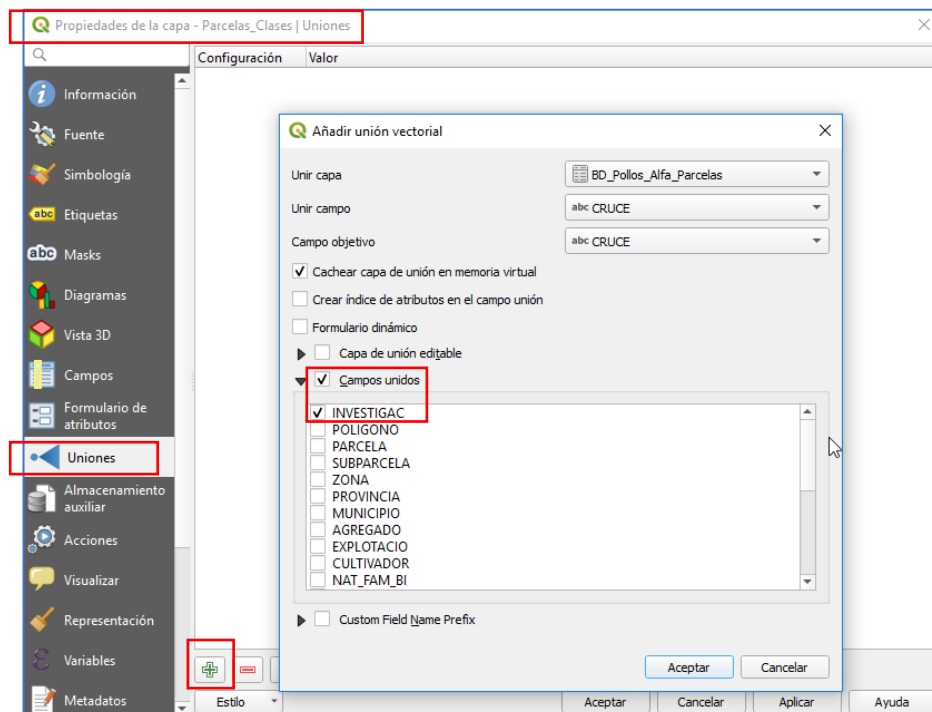 Propiedades de la capa - Parcelas_Clases | Uniones
Configuración Valor
Información
Fuente
Simbología
abc Etiquetas
abc Masks
Diagramas
Vista 3D
Campos
Formulario de
atributos
Uniones
Almacenamiento
auxiliar
Acciones
Visualizar
Representación
Variables
Metadatos
Añadir unión vectorial
Unir capa BD_Pollos_Alfa_Parcelas
Unir campo abc CRUCE
Campo objetivo abc CRUCE
Cachear capa de unión en memoria virtual
Crear índice de atributos en el campo unión
Formulario dinámico
Capa de unión editable
Campos unidos
INVESTIGAC
POLIGONO
PARCELA
SUBPARCELA
ZONA
PROVINCIA
MUNICIPIO
AGREGADO
EXPLOTACIO
CULTIVADOR
NAT_FAM_BI
Custom Field Name Prefix
Aceptar Cancelar
Estilo Aceptar Cancelar Aplicar Ayuda